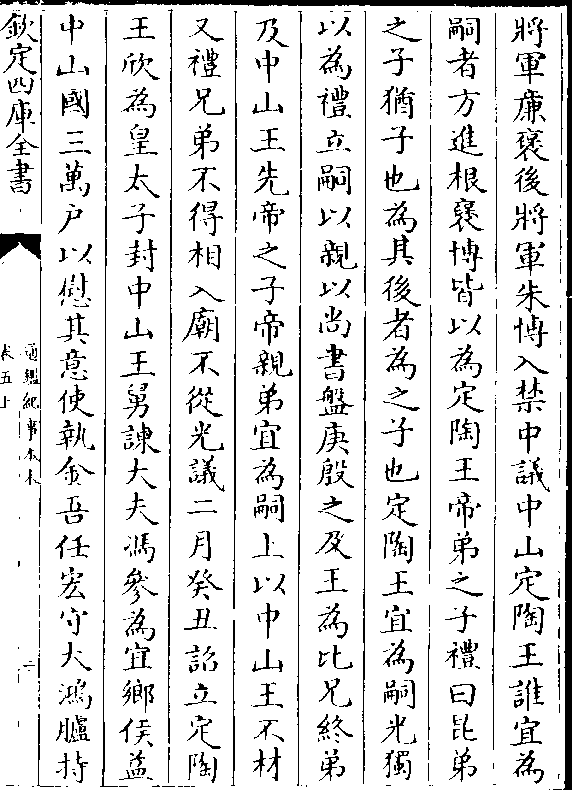 將軍廉襃後將軍朱博入禁中議中山定陶王誰宜為
嗣者方進根襃博皆以為定陶王帝弟之子禮曰昆弟
之子猶子也為其後者為之子也定陶王宜為嗣光獨
以為禮立嗣以親以尚書盤庚殷之及王為比兄終弟
及中山王先帝之子帝親弟宜為嗣上以中山王不材
又禮兄弟不得相入廟不從光議二月癸丑詔立定陶
王欣為皇太子封中山王舅諫大夫馮參為宜鄉侯益
中山國三萬户以慰其意使執金吾任宏守大鴻臚持
欽定四庫全書
通鑑紀事本末
卷五上